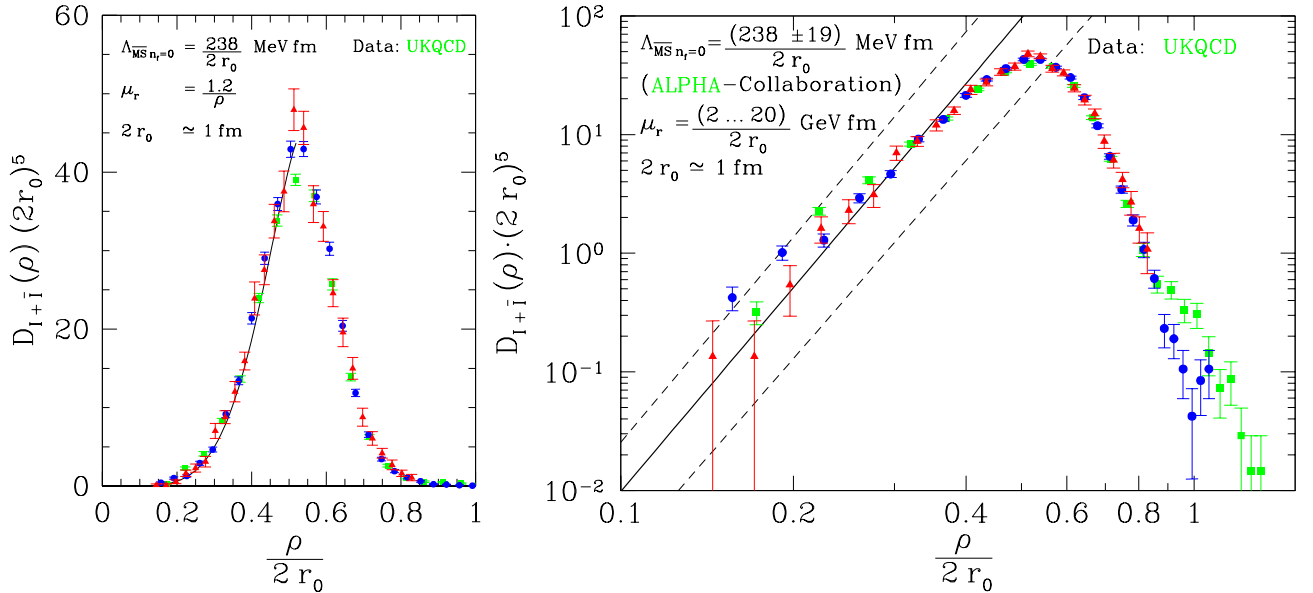 60
40
20
0
0
0.2
0.4
0.6
0.8
1
D_{I+Ī}(ρ) (2r_0)^5
ρ
2 r_0
Λ_{\overline{MS} n_f=0} = 238/2 r_0 MeV fm
Data: UKQCD
μ_r = 1.2/ρ
2 r_0 ≃ 1 fm
10^2
10^1
10^0
10^{-1}
10^{-2}
0.1
0.2
0.4
0.6
0.8
1
D_{I+Ī}(ρ)·(2 r_0)^5
ρ
2 r_0
Λ_{\overline{MS} n_f=0} = (238 ±19)/2 r_0 MeV fm
Data: UKQCD
(ALPHA-Collaboration)
μ_r = (2 ... 20)/2 r_0 GeV fm
2 r_0 ≃ 1 fm